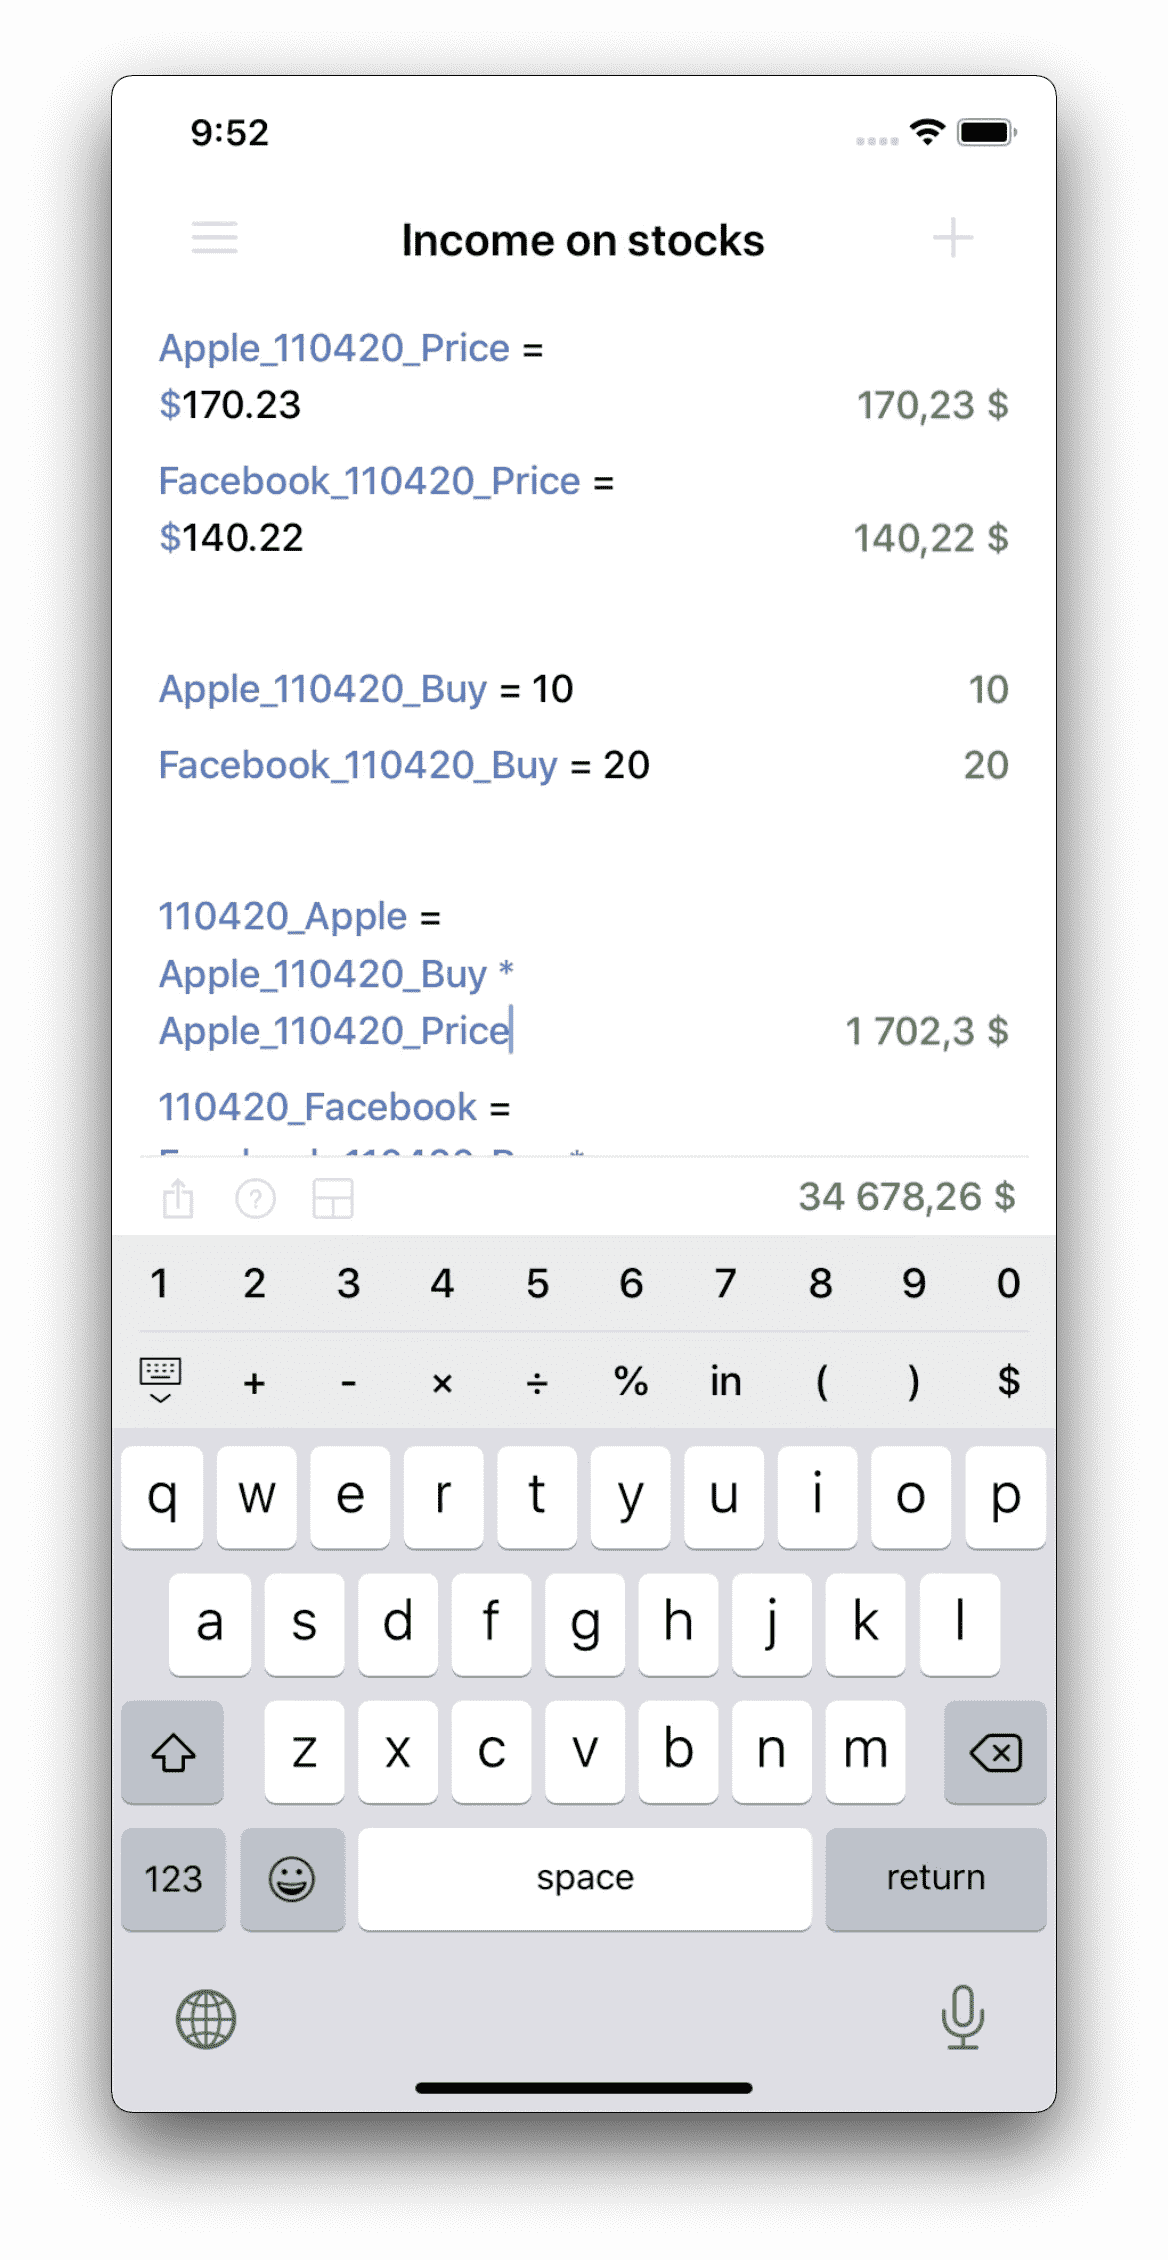 9:52
Income on stocks
Apple_110420_Price =
$170.23 170,23 $
Facebook_110420_Price =
$140.22 140,22 $
Apple_110420_Buy = 10 10
Facebook_110420_Buy = 20 20
110420_Apple =
Apple_110420_Buy *
Apple_110420_Price 1 702,3 $
110420_Facebook =
? 34 678,26 $
1 2 3 4 5 6 7 8 9 0
+ - × ÷ % in ( ) $
q w e r t y u i o p
a s d f g h j k l
z x c v b n m
123 space return